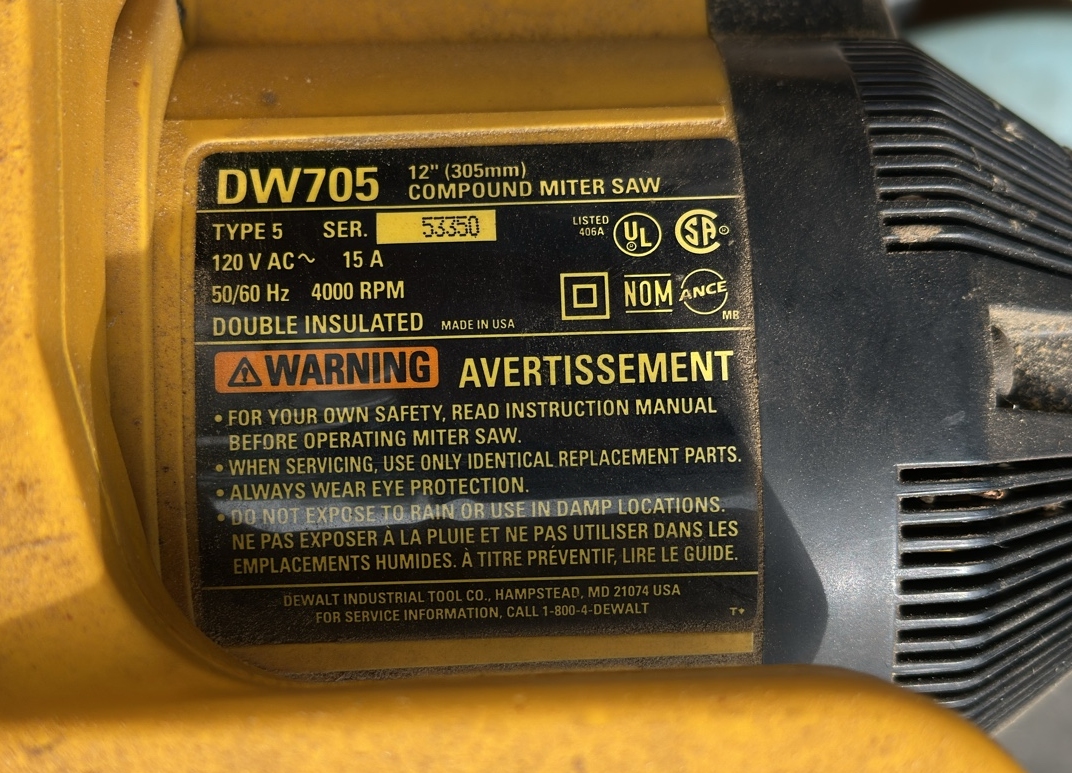 DW705 12" (305mm)
COMPOUND MITER SAW
TYPE 5 SER. 53350
LISTED
406A UL SA
120 V AC~ 15 A
50/60 Hz 4000 RPM
NOM ANCE
MR
DOUBLE INSULATED MADE IN USA
WARNING AVERTISSEMENT
• FOR YOUR OWN SAFETY, READ INSTRUCTION MANUAL
BEFORE OPERATING MITER SAW.
• WHEN SERVICING, USE ONLY IDENTICAL REPLACEMENT PARTS.
• ALWAYS WEAR EYE PROTECTION.
• DO NOT EXPOSE TO RAIN OR USE IN DAMP LOCATIONS.
NE PAS EXPOSER À LA PLUIE ET NE PAS UTILISER DANS LES
EMPLACEMENTS HUMIDES. À TITRE PRÉVENTIF, LIRE LE GUIDE.
DEWALT INDUSTRIAL TOOL CO., HAMPSTEAD, MD 21074 USA
FOR SERVICE INFORMATION, CALL 1-800-4-DEWALT